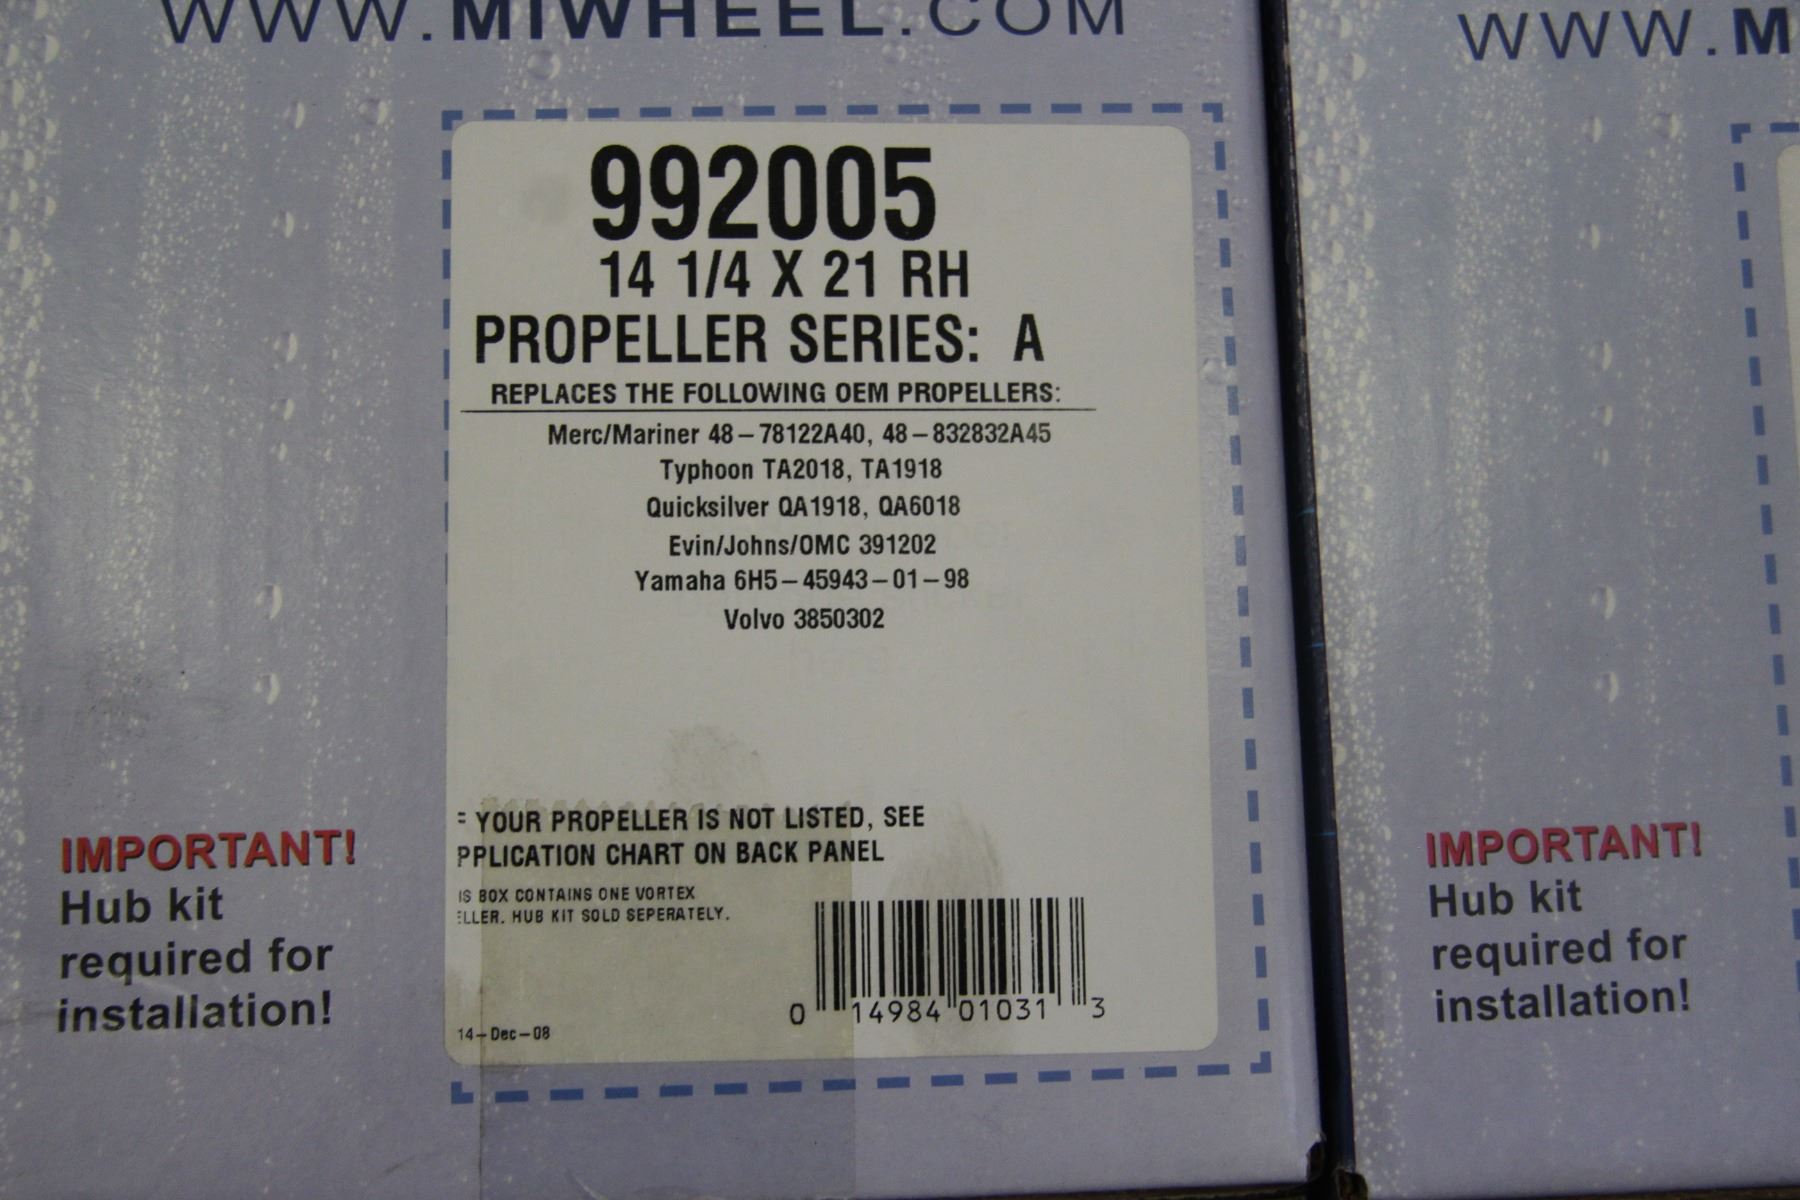 WWW.MIWHEEL.COM
992005
14 1/4 X 21 RH
PROPELLER SERIES: A
REPLACES THE FOLLOWING OEM PROPELLERS:
Merc/Mariner 48-78122A40, 48-832832A45
Typhoon TA2018, TA1918
Quicksilver QA1918, QA6018
Evin/Johns/OMC 391202
Yamaha 6H5-45943-01-98
Volvo 3850302
YOUR PROPELLER IS NOT LISTED, SEE
PPLICATION CHART ON BACK PANEL
IS BOX CONTAINS ONE VORTEX
ELLER. HUB KIT SOLD SEPERATELY.
0 14984 01031 3
14-Dec-08
IMPORTANT!
Hub kit
required for
installation!
WWW.M
IMPORTANT!
Hub kit
required for
installation!